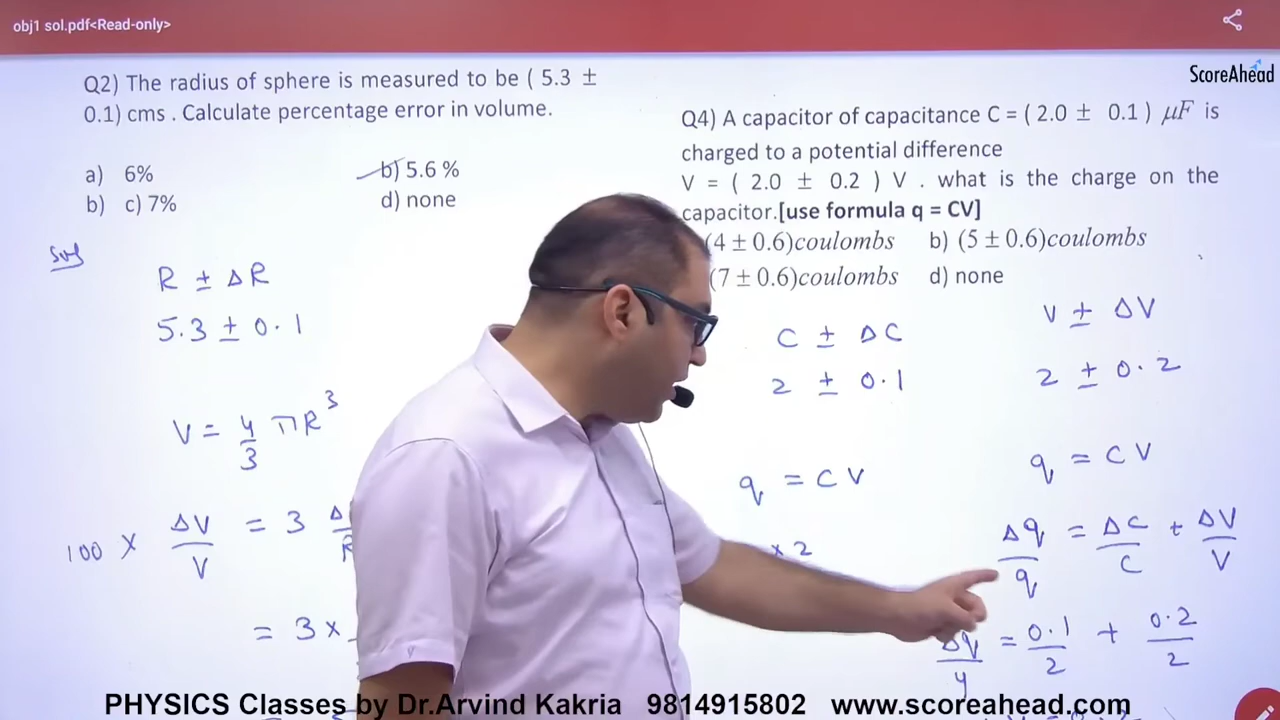 obj1 sol.pdf<Read-only>
ScoreAhead
Q2) The radius of sphere is measured to be ( 5.3 ±
0.1) cms . Calculate percentage error in volume.
a) 6%
b) 5.6 %
b) c) 7%
d) none
Sol
R ± ΔR
5.3 ± 0.1
V = 4/3 πR³
100 × ΔV/V = 3 Δ/R
= 3 ×
Q4) A capacitor of capacitance C = ( 2.0 ± 0.1 ) μF is
charged to a potential difference
V = ( 2.0 ± 0.2 ) V . what is the charge on the
capacitor.[use formula q = CV]
(4 ± 0.6)coulombs b) (5 ± 0.6)coulombs
(7 ± 0.6)coulombs d) none
C ± ΔC
2 ± 0.1
q = CV
× 2
V ± ΔV
2 ± 0.2
q = CV
Δq/q = ΔC/C + ΔV/V
Δq/4 = 0.1/2 + 0.2/2
PHYSICS Classes by Dr.Arvind Kakria 9814915802 www.scoreahead.com